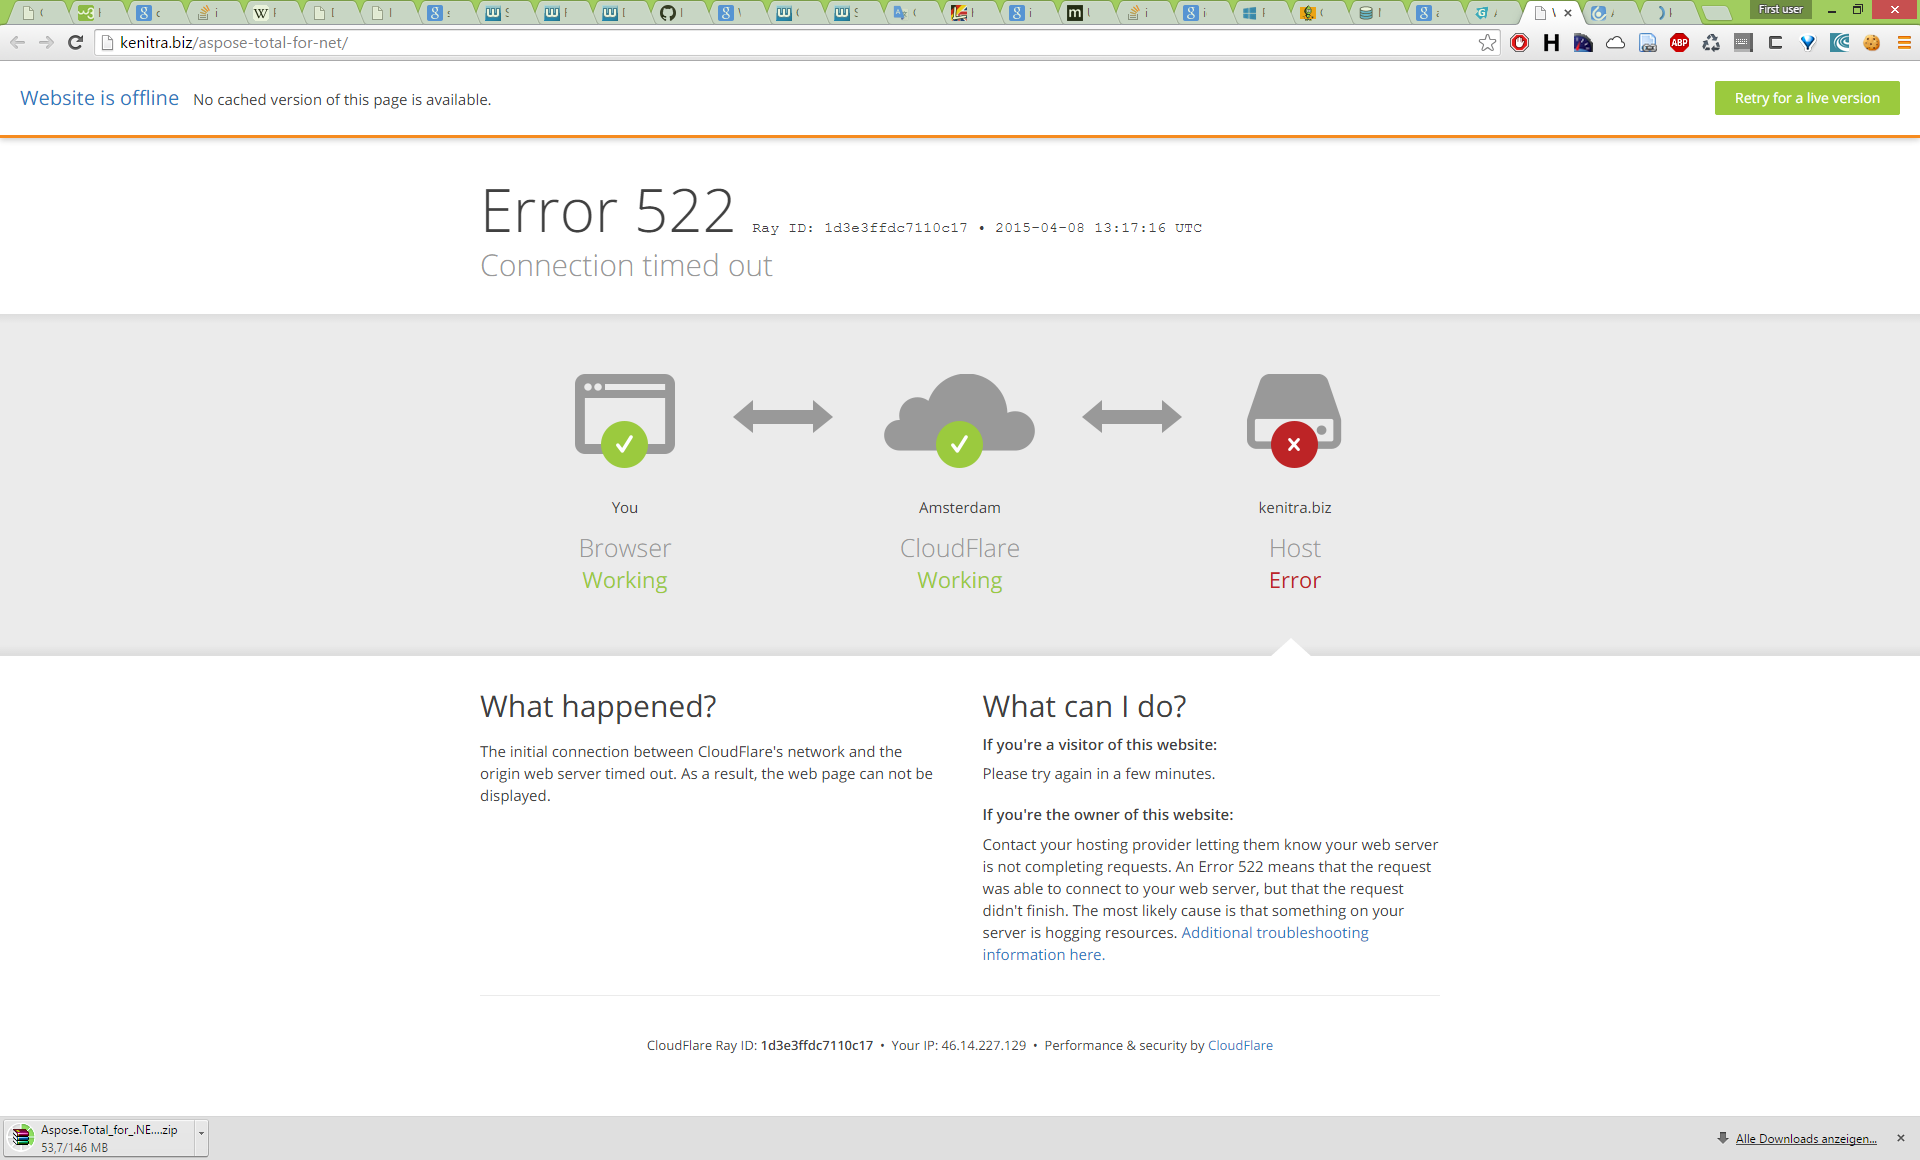 First user
kenitra.biz/aspose-total-for-net/
ABP
Website is offline No cached version of this page is available.
Retry for a live version
Error 522 Ray ID: 1d3e3ffdc7110c17 • 2015-04-08 13:17:16 UTC
Connection timed out
You
Browser
Working
Amsterdam
CloudFlare
Working
kenitra.biz
Host
Error
What happened?
The initial connection between CloudFlare's network and the
origin web server timed out. As a result, the web page can not be
displayed.
What can I do?
If you're a visitor of this website:
Please try again in a few minutes.
If you're the owner of this website:
Contact your hosting provider letting them know your web server
is not completing requests. An Error 522 means that the request
was able to connect to your web server, but that the request
didn't finish. The most likely cause is that something on your
server is hogging resources. Additional troubleshooting
information here.
CloudFlare Ray ID: 1d3e3ffdc7110c17 • Your IP: 46.14.227.129 • Performance & security by CloudFlare
Aspose.Total_for_.NE....zip
53,7/146 MB
Alle Downloads anzeigen...